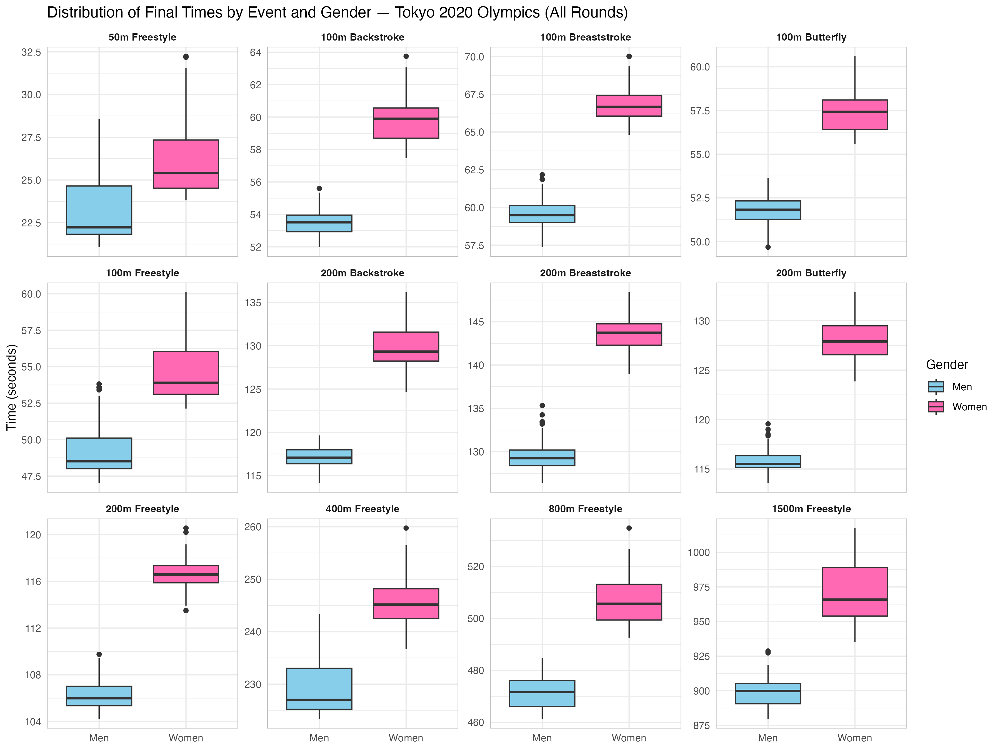 Distribution of Final Times by Event and Gender — Tokyo 2020 Olympics (All Rounds)
50m Freestyle
32.5
30.0
27.5
25.0
22.5
100m Backstroke
64
62
60
58
56
54
52
100m Breaststroke
70.0
67.5
65.0
62.5
60.0
57.5
100m Butterfly
60.0
57.5
55.0
52.5
50.0
Time (seconds)
100m Freestyle
60.0
57.5
55.0
52.5
50.0
47.5
200m Backstroke
135
130
125
120
115
200m Breaststroke
145
140
135
130
200m Butterfly
130
125
120
115
200m Freestyle
120
116
112
108
104
Men Women
400m Freestyle
260
250
240
230
Men Women
800m Freestyle
520
500
480
460
Men Women
1500m Freestyle
1000
975
950
925
900
875
Men Women
Gender
Men
Women